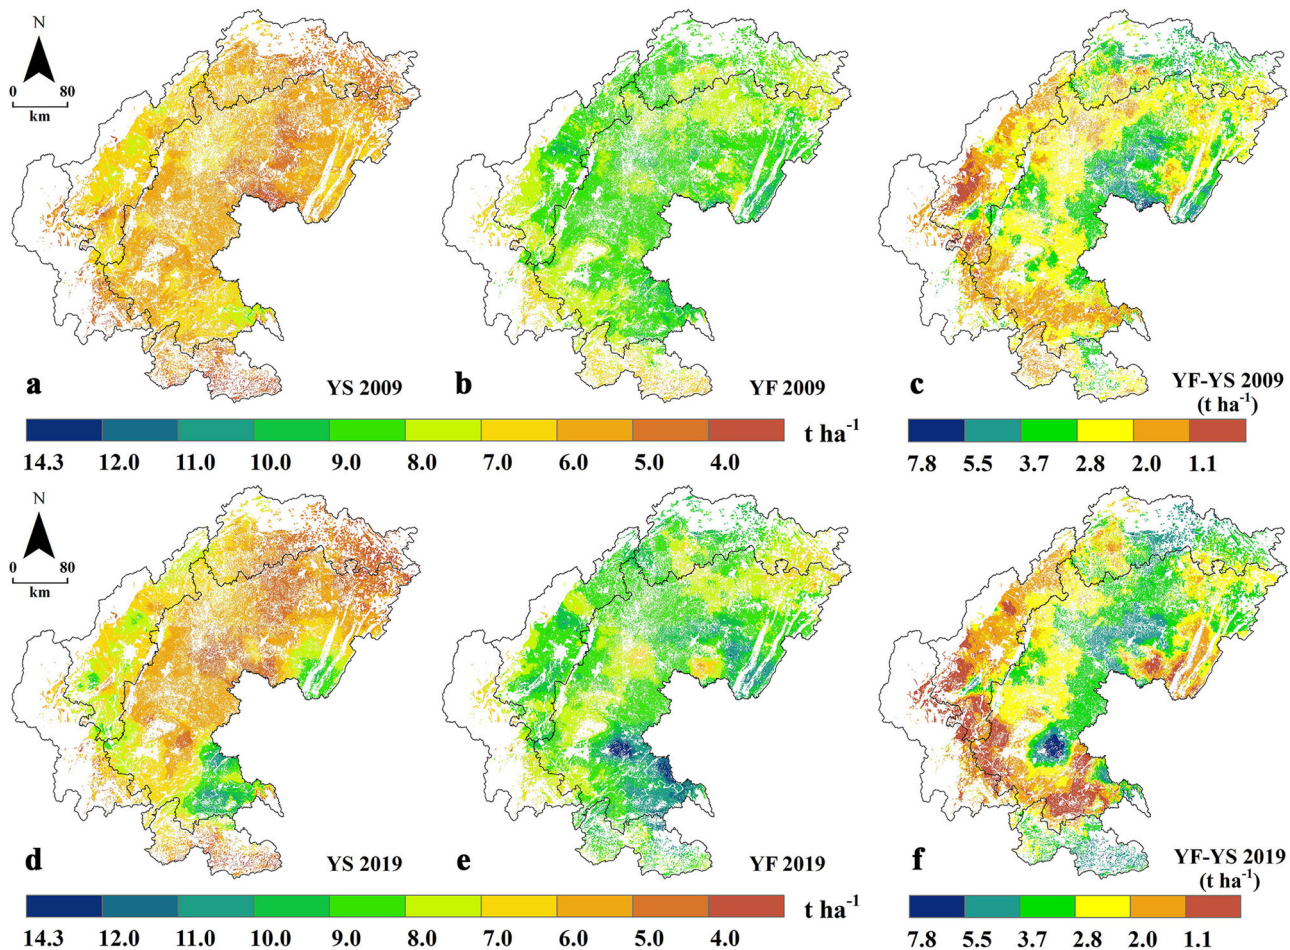 N
0 80
km
a YS 2009
b YF 2009
c YF-YS 2009
(t ha⁻¹)
14.3 12.0 11.0 10.0 9.0 8.0 7.0 6.0 5.0 4.0 t ha⁻¹
7.8 5.5 3.7 2.8 2.0 1.1
N
0 80
km
d YS 2019
e YF 2019
f YF-YS 2019
(t ha⁻¹)
14.3 12.0 11.0 10.0 9.0 8.0 7.0 6.0 5.0 4.0 t ha⁻¹
7.8 5.5 3.7 2.8 2.0 1.1